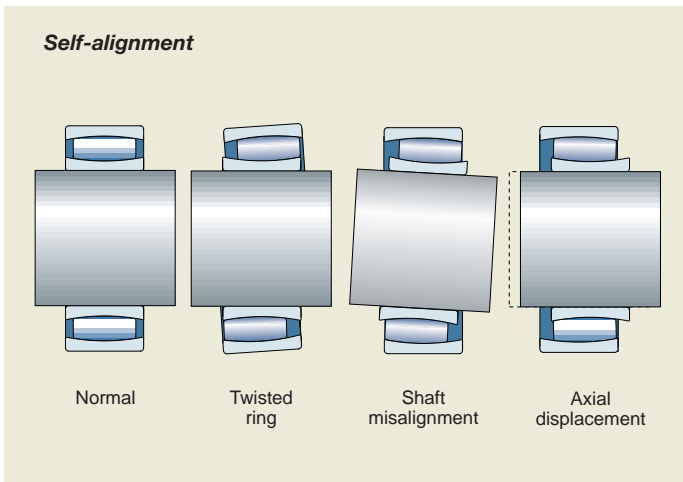 Self-alignment
Normal
Twisted
ring
Shaft
misalignment
Axial
displacement